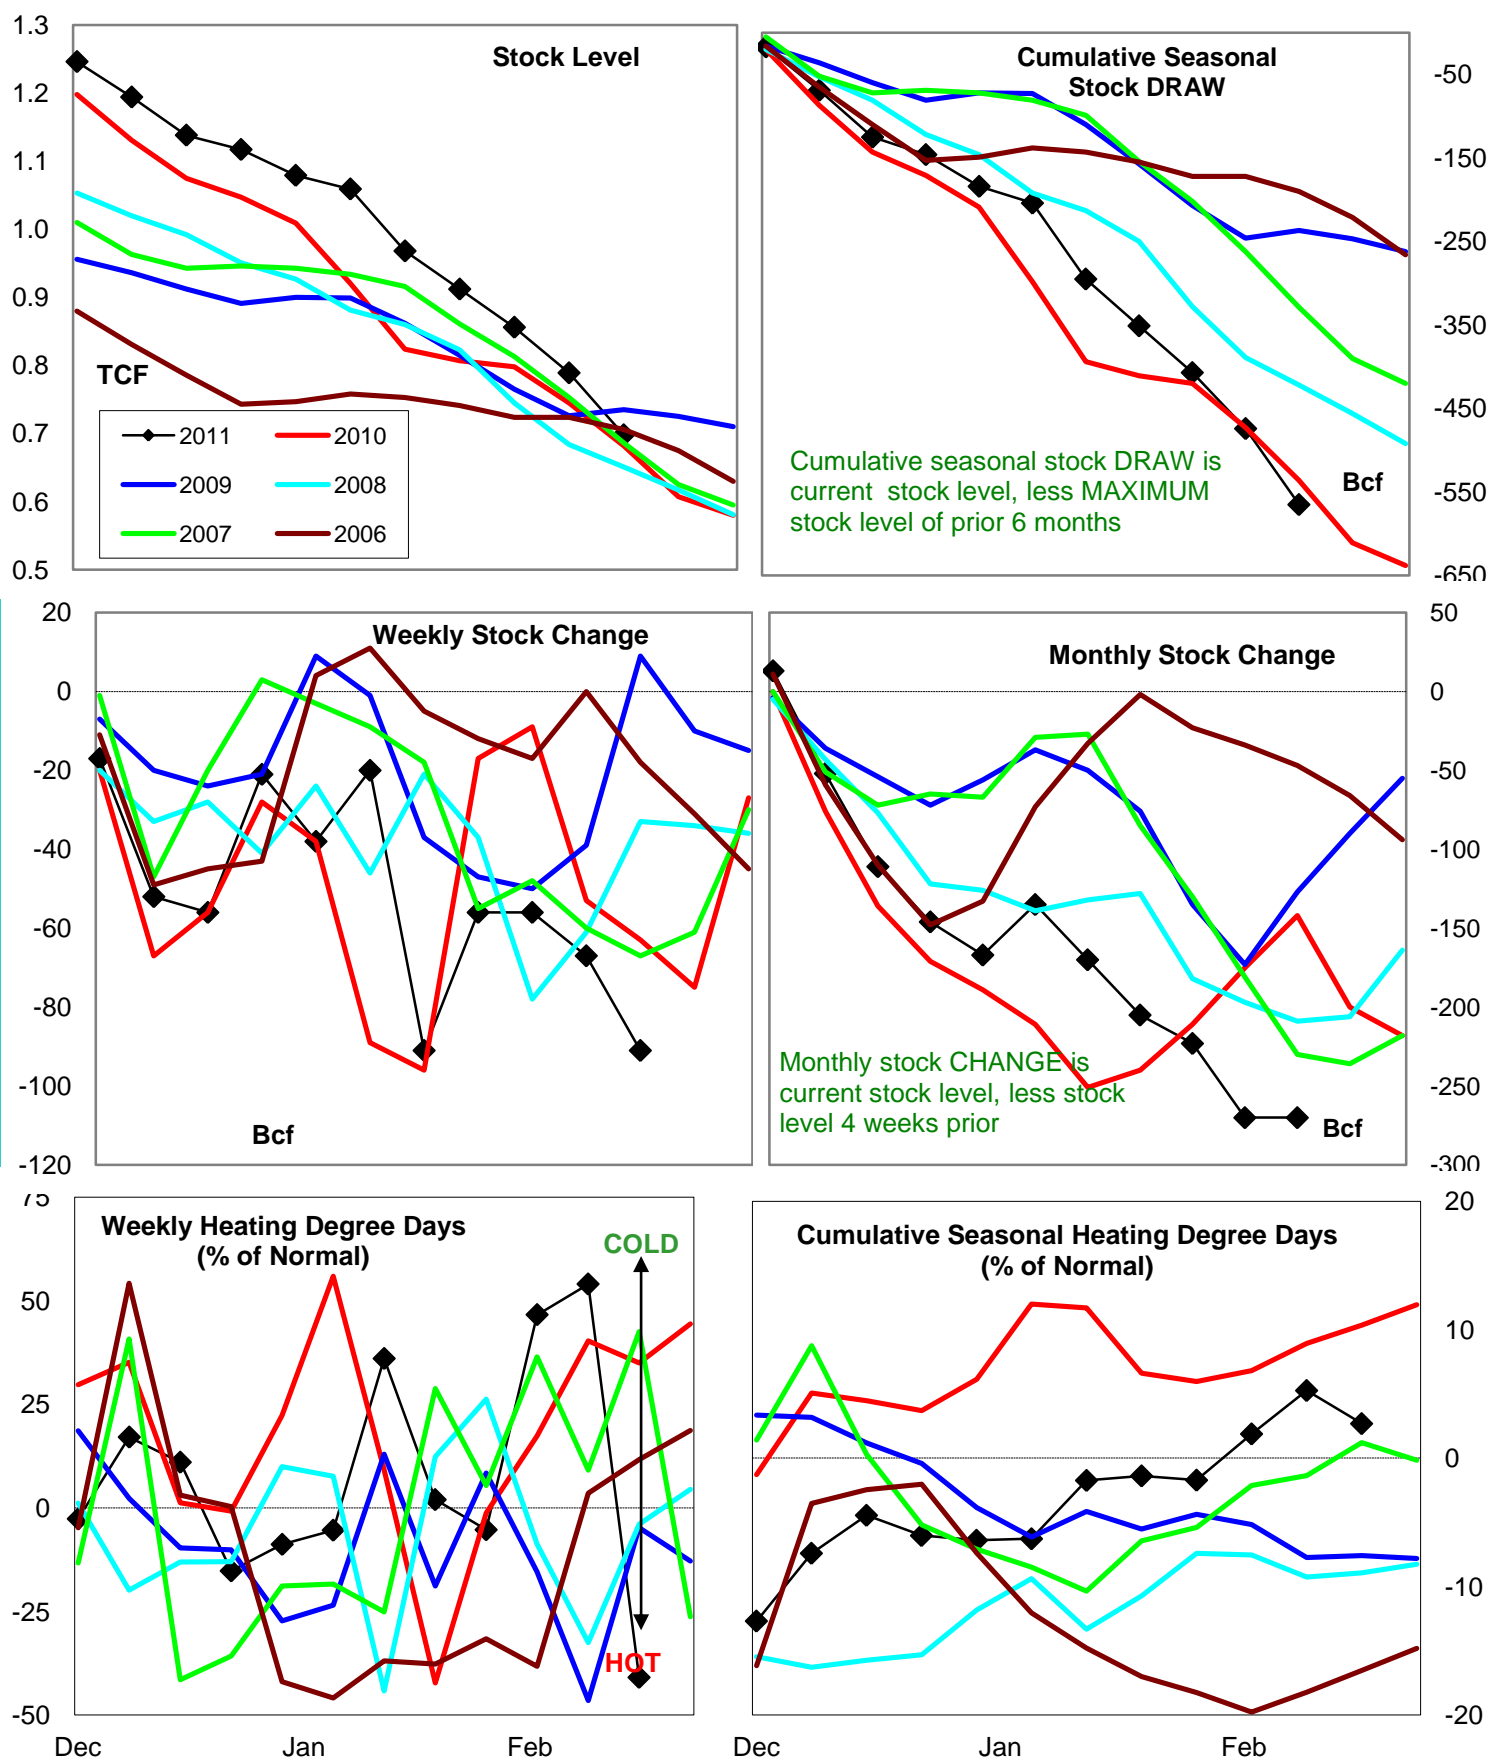 1.3
1.2
1.1
1.0
0.9
0.8
0.7
0.6
0.5
Stock Level
TCF
2011
2010
2009
2008
2007
2006
Cumulative Seasonal
Stock DRAW
-50
-150
-250
-350
-450
-550
-650
Cumulative seasonal stock DRAW is
current stock level, less MAXIMUM
stock level of prior 6 months
Bcf
20
0
-20
-40
-60
-80
-100
-120
Weekly Stock Change
Bcf
Monthly Stock Change
50
0
-50
-100
-150
-200
-250
-300
Monthly stock CHANGE is
current stock level, less stock
level 4 weeks prior
Bcf
75
50
25
0
-25
-50
Weekly Heating Degree Days
(% of Normal)
COLD
HOT
Dec
Jan
Feb
Cumulative Seasonal Heating Degree Days
(% of Normal)
20
10
0
-10
-20
Dec
Jan
Feb